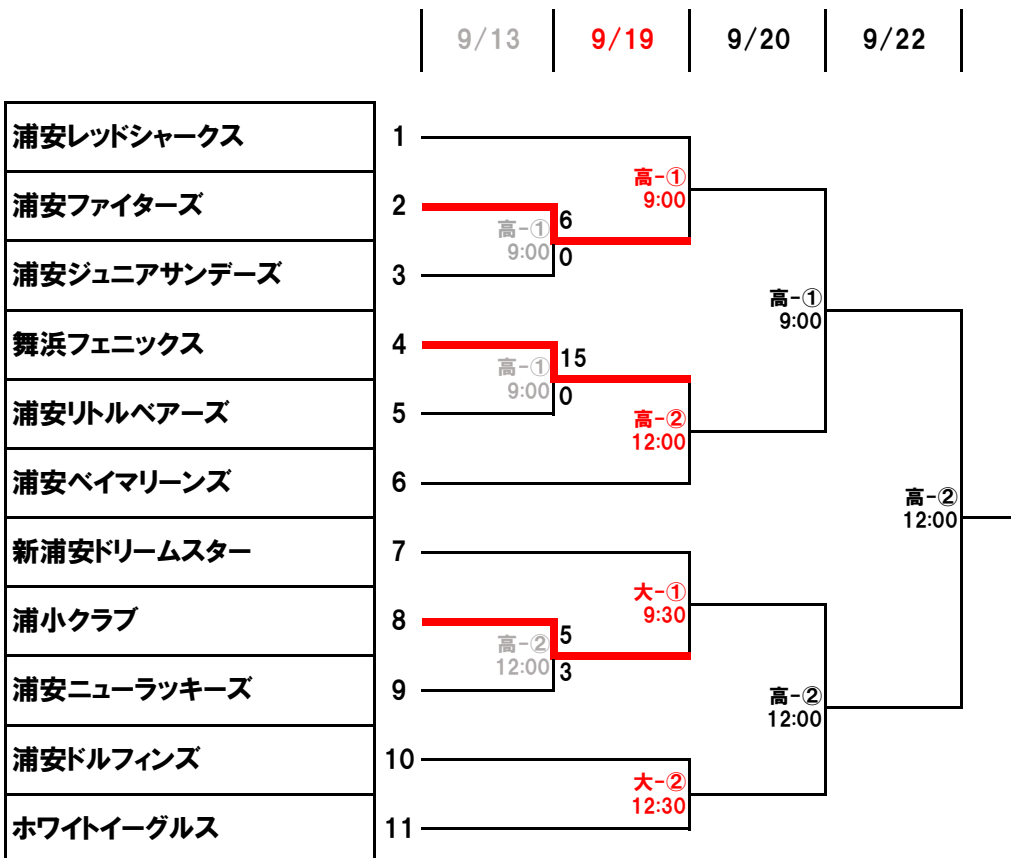 9/13 9/19 9/20 9/22
浦安レッドシャークス 1
高-①
浦安ファイターズ 2
9:00
6
高-①
9:00
0
浦安ジュニアサンデーズ 3
高-①
9:00
舞浜フェニックス 4
15
高-①
9:00
0
浦安リトルベアーズ 5
高-②
12:00
浦安ベイマリーンズ 6
高-②
12:00
新浦安ドリームスター 7
大-①
9:30
浦小クラブ 8
5
高-②
12:00
3
浦安ニューラッキーズ 9
高-②
12:00
浦安ドルフィンズ 10
大-②
12:30
ホワイトイーグルス 11